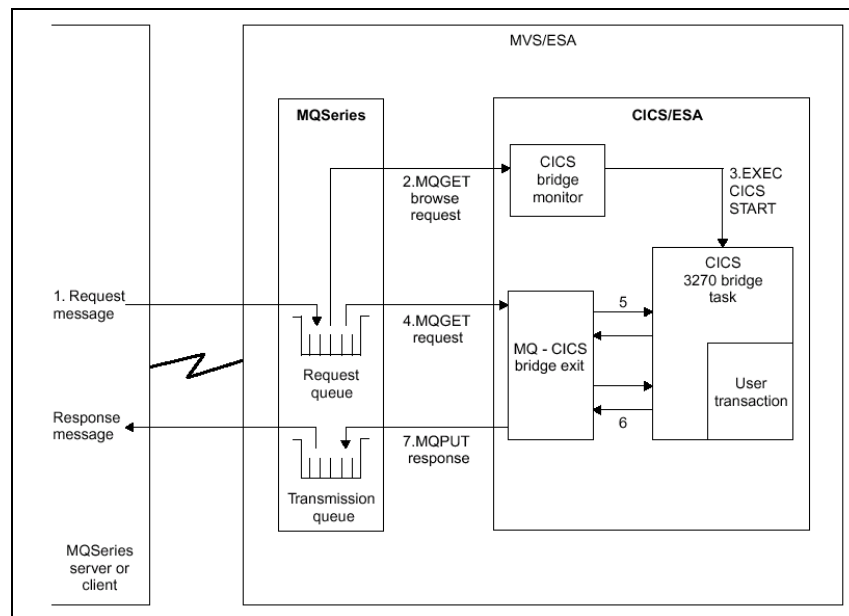 MVS/ESA
MQSeries
CICS/ESA
CICS
bridge
monitor
2.MQGET
browse
request
3.EXEC
CICS
START
CICS
3270 bridge
task
1. Request
message
4.MQGET
request
5
MQ - CICS
bridge exit
Request
queue
User
transaction
Response
message
7.MQPUT
response
6
Transmission
queue
MQSeries
server or
client